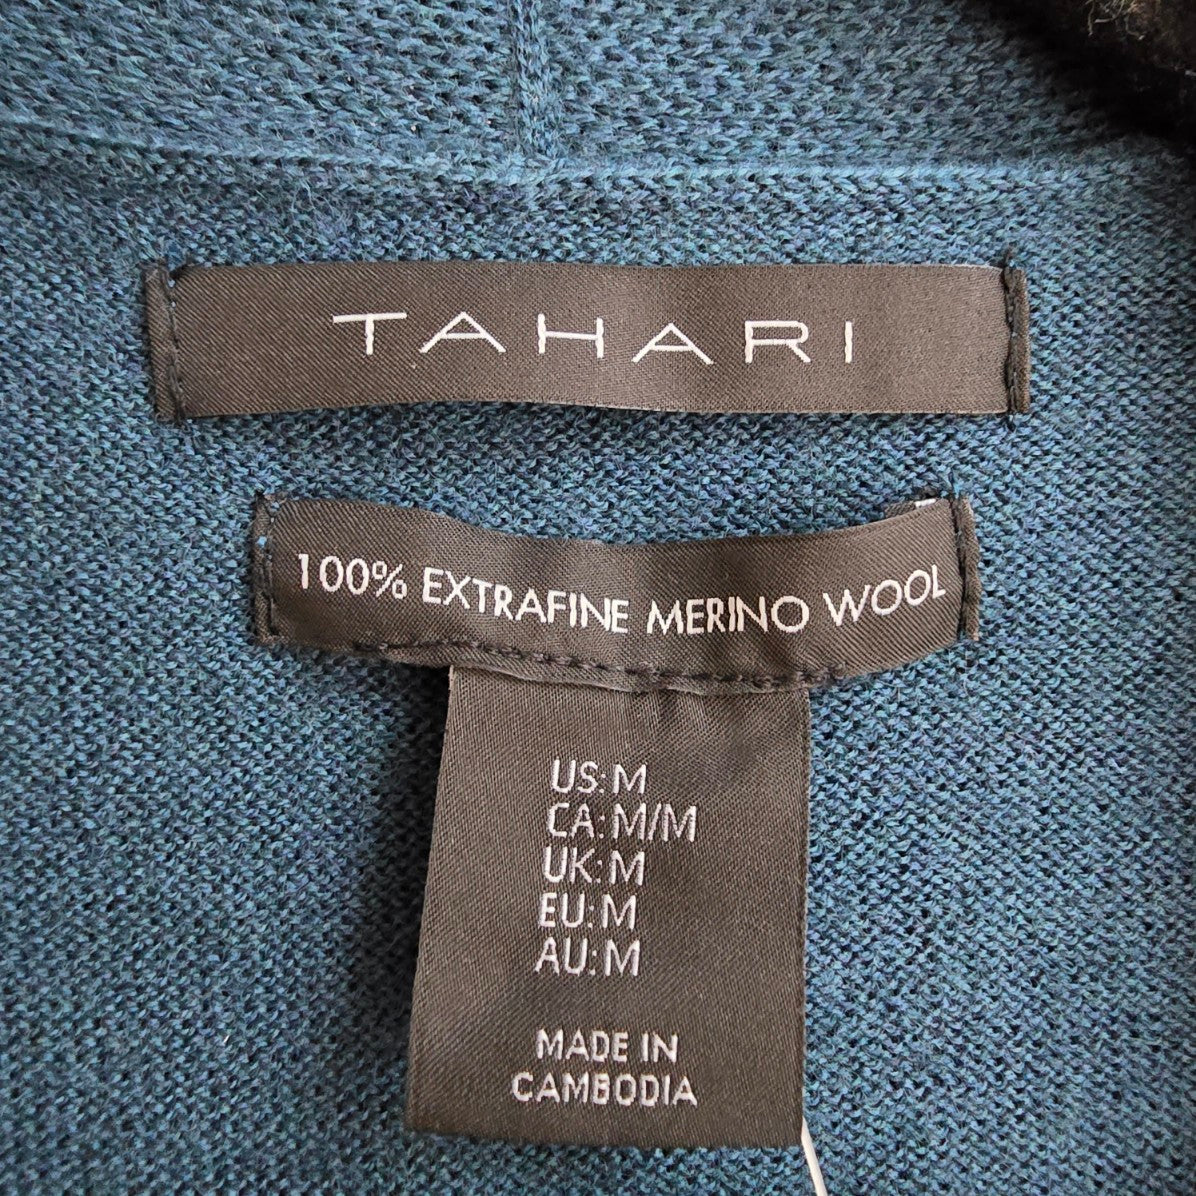 TAHARI
100% EXTRAFINE MERINO WOOL
US: M
CA: M/M
UK: M
EU: M
AU: M
MADE IN
CAMBODIA